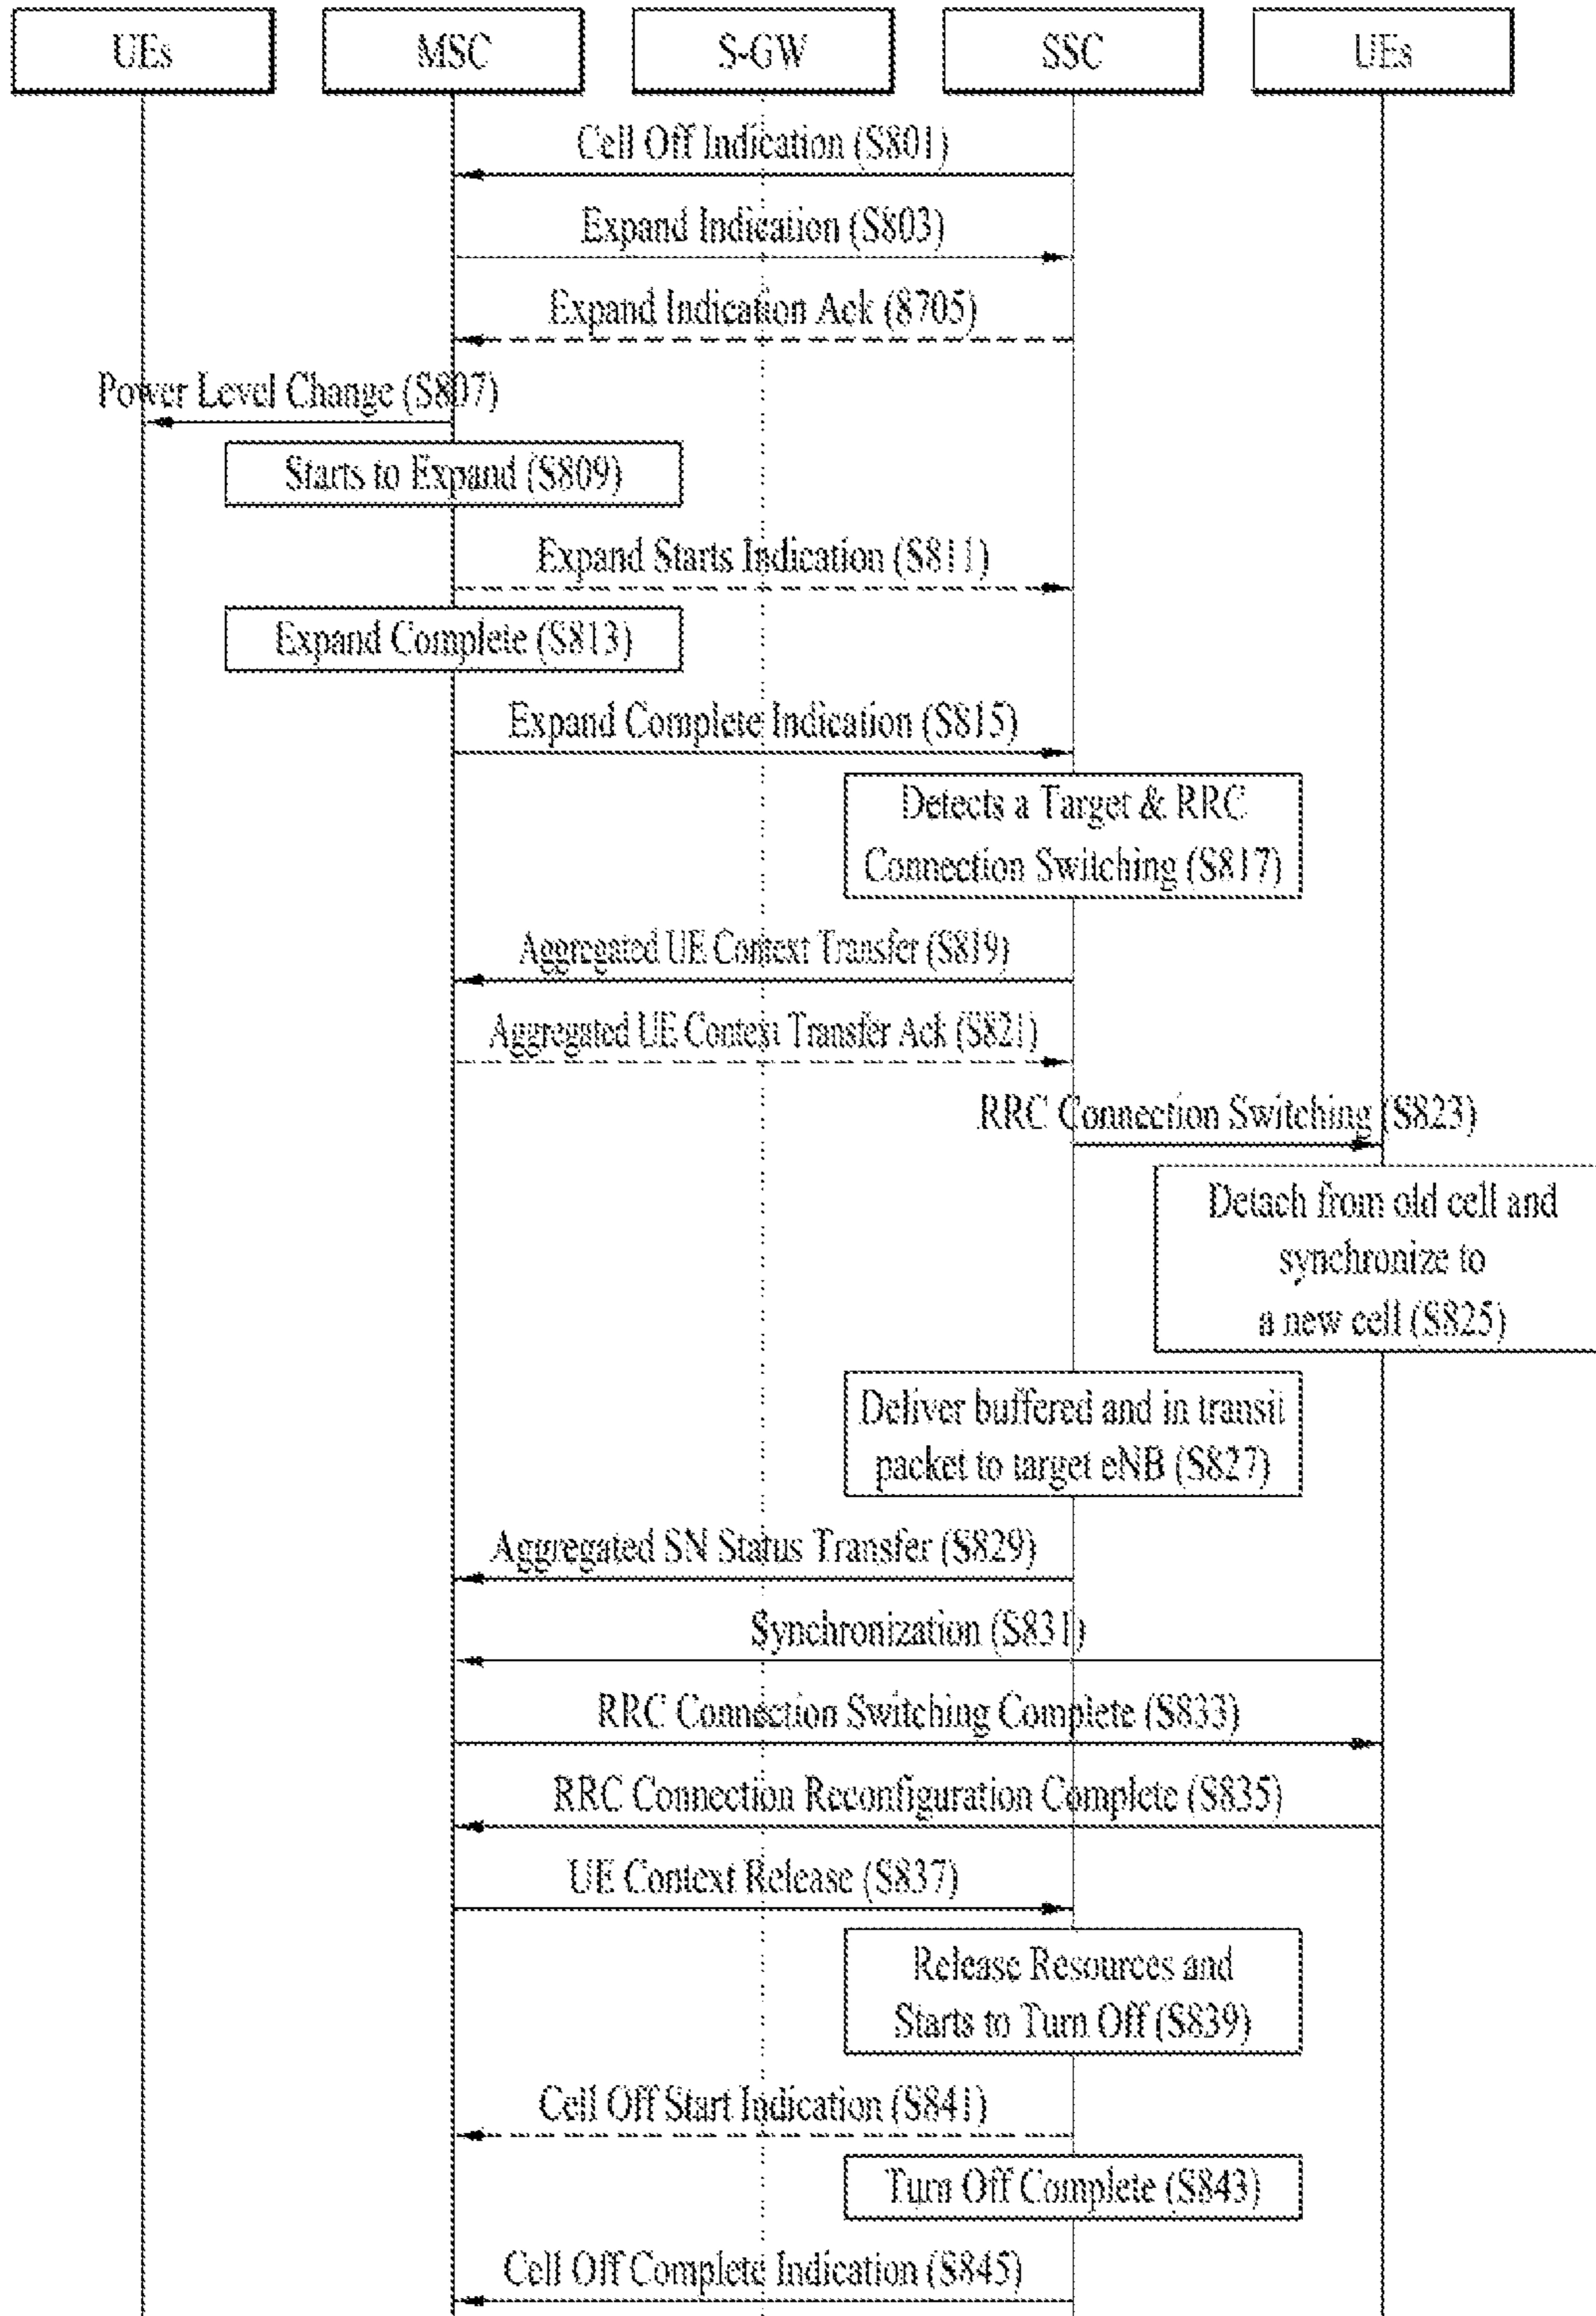 UEs
MSC
S-GW
SSC
UEs
Cell Off Indication (S801)
Expand Indication (S803)
Expand Indication Ack (8705)
Power Level Change (S807)
Starts to Expand (S809)
Expand Starts Indication (S811)
Expand Complete (S813)
Expand Complete Indication (S815)
Detects a Target & RRC
Connection Switching (S817)
Aggregated UE Context Transfer (S819)
Aggregated UE Context Transfer Ack (S821)
RRC Connection Switching (S823)
Detach from old cell and
synchronize to
a new cell (S825)
Deliver buffered and in transit
packet to target eNB (S827)
Aggregated SN Status Transfer (S829)
Synchronization (S831)
RRC Connection Switching Complete (S833)
RRC Connection Reconfiguration Complete (S835)
UE Context Release (S837)
Release Resources and
Starts to Turn Off (S839)
Cell Off Start Indication (S841)
Turn Off Complete (S843)
Cell Off Complete Indication (S845)